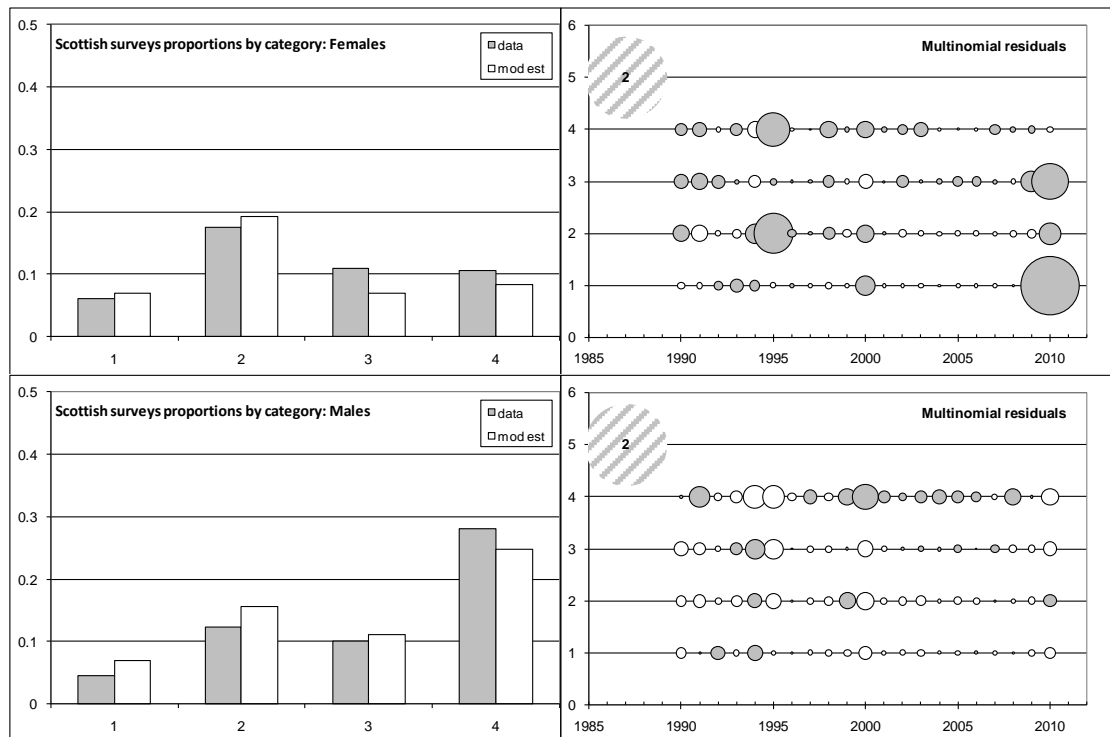 Scottish surveys proportions by category: Females
data
mod est
0.5
0.4
0.3
0.2
0.1
0
1 2 3 4
Multinomial residuals
2
6
5
4
3
2
1
0
1985 1990 1995 2000 2005 2010
Scottish surveys proportions by category: Males
data
mod est
0.5
0.4
0.3
0.2
0.1
0
1 2 3 4
Multinomial residuals
2
6
5
4
3
2
1
0
1985 1990 1995 2000 2005 2010